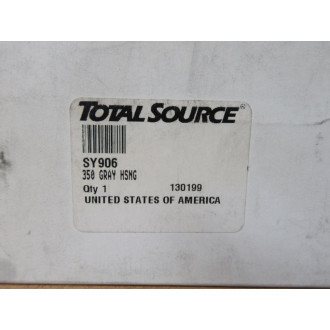 TOTAL SOURCE
SY906
350 GRAY HSNG
Qty 1 130199
UNITED STATES OF AMERICA